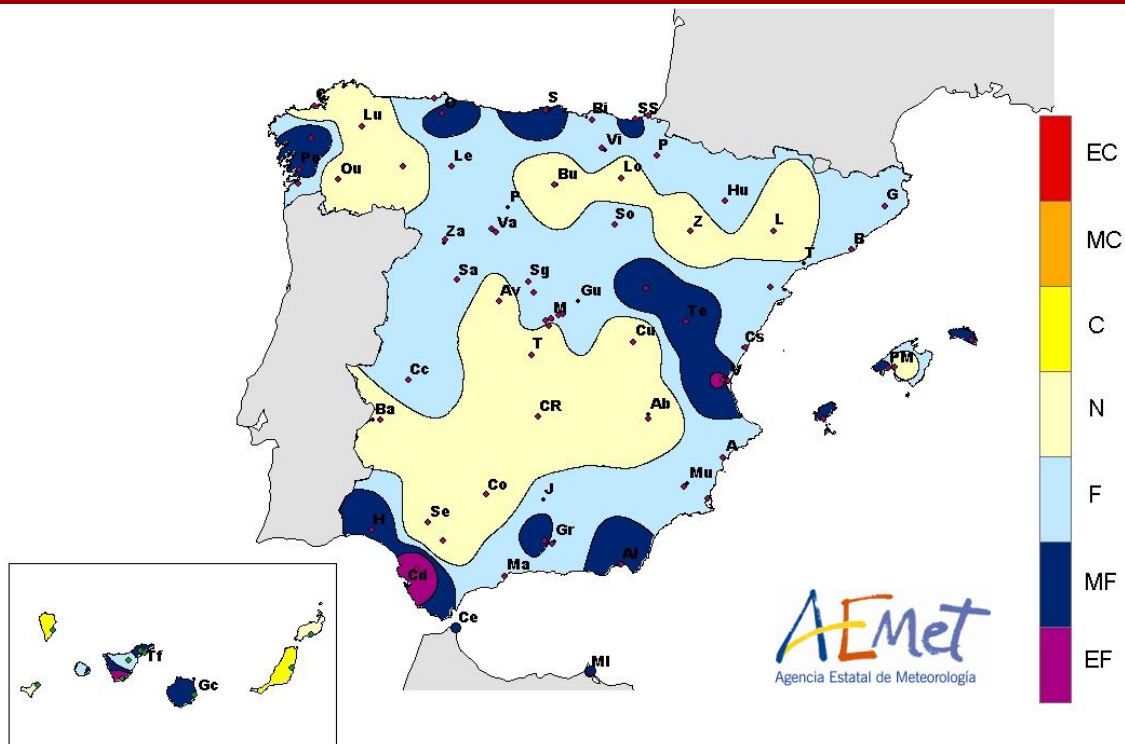 C
Lu
O
S
Bi
SS
Po
Ou
Le
Vi
P
Bu
Lo
Hu
G
P
Va
Za
So
Z
L
B
T
Sa
Sg
Av
M
Gu
Te
Cu
T
Cs
V
PM
Cc
Ba
CR
Ab
A
Mu
Co
J
Se
H
Gr
Al
Ma
Cd
Ce
Ml
Tf
Gc
AEMet
Agencia Estatal de Meteorología
EC
MC
C
N
F
MF
EF